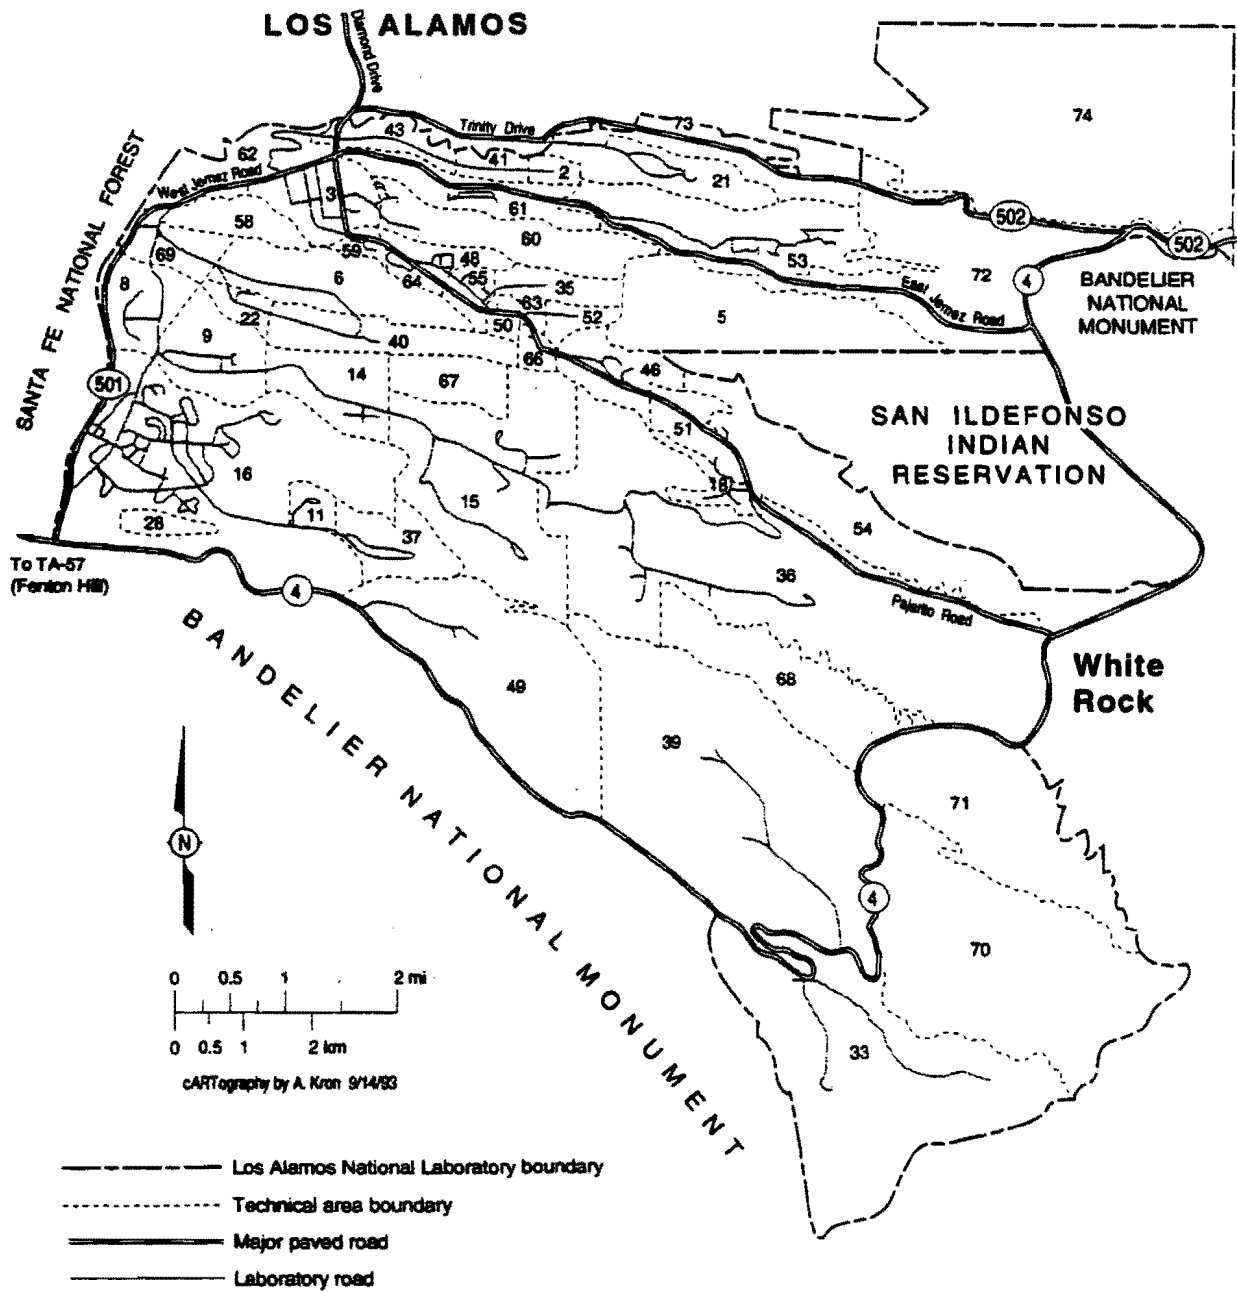 LOS ALAMOS
Diamond Drive
74
43
Trinity Drive
73
62
41
2
21
West Jemez Road
3
SANTA FE NATIONAL FOREST
58
61
502
60
502
59
48
53
72
69
6
64
55
35
4
BANDELIER
NATIONAL
MONUMENT
8
63
East Jemez Road
22
50
52
5
9
40
66
46
14
67
501
SAN ILDEFONSO
INDIAN
RESERVATION
51
16
18
15
28
11
37
54
To TA-57
(Fenton Hill)
36
4
Pajarito Road
BANDELIER NATIONAL MONUMENT
White
Rock
49
68
39
71
N
4
70
0 0.5 1 2 mi
0 0.5 1 2 km
33
cARTography by A. Kron 9/14/93
Los Alamos National Laboratory boundary
Technical area boundary
Major paved road
Laboratory road